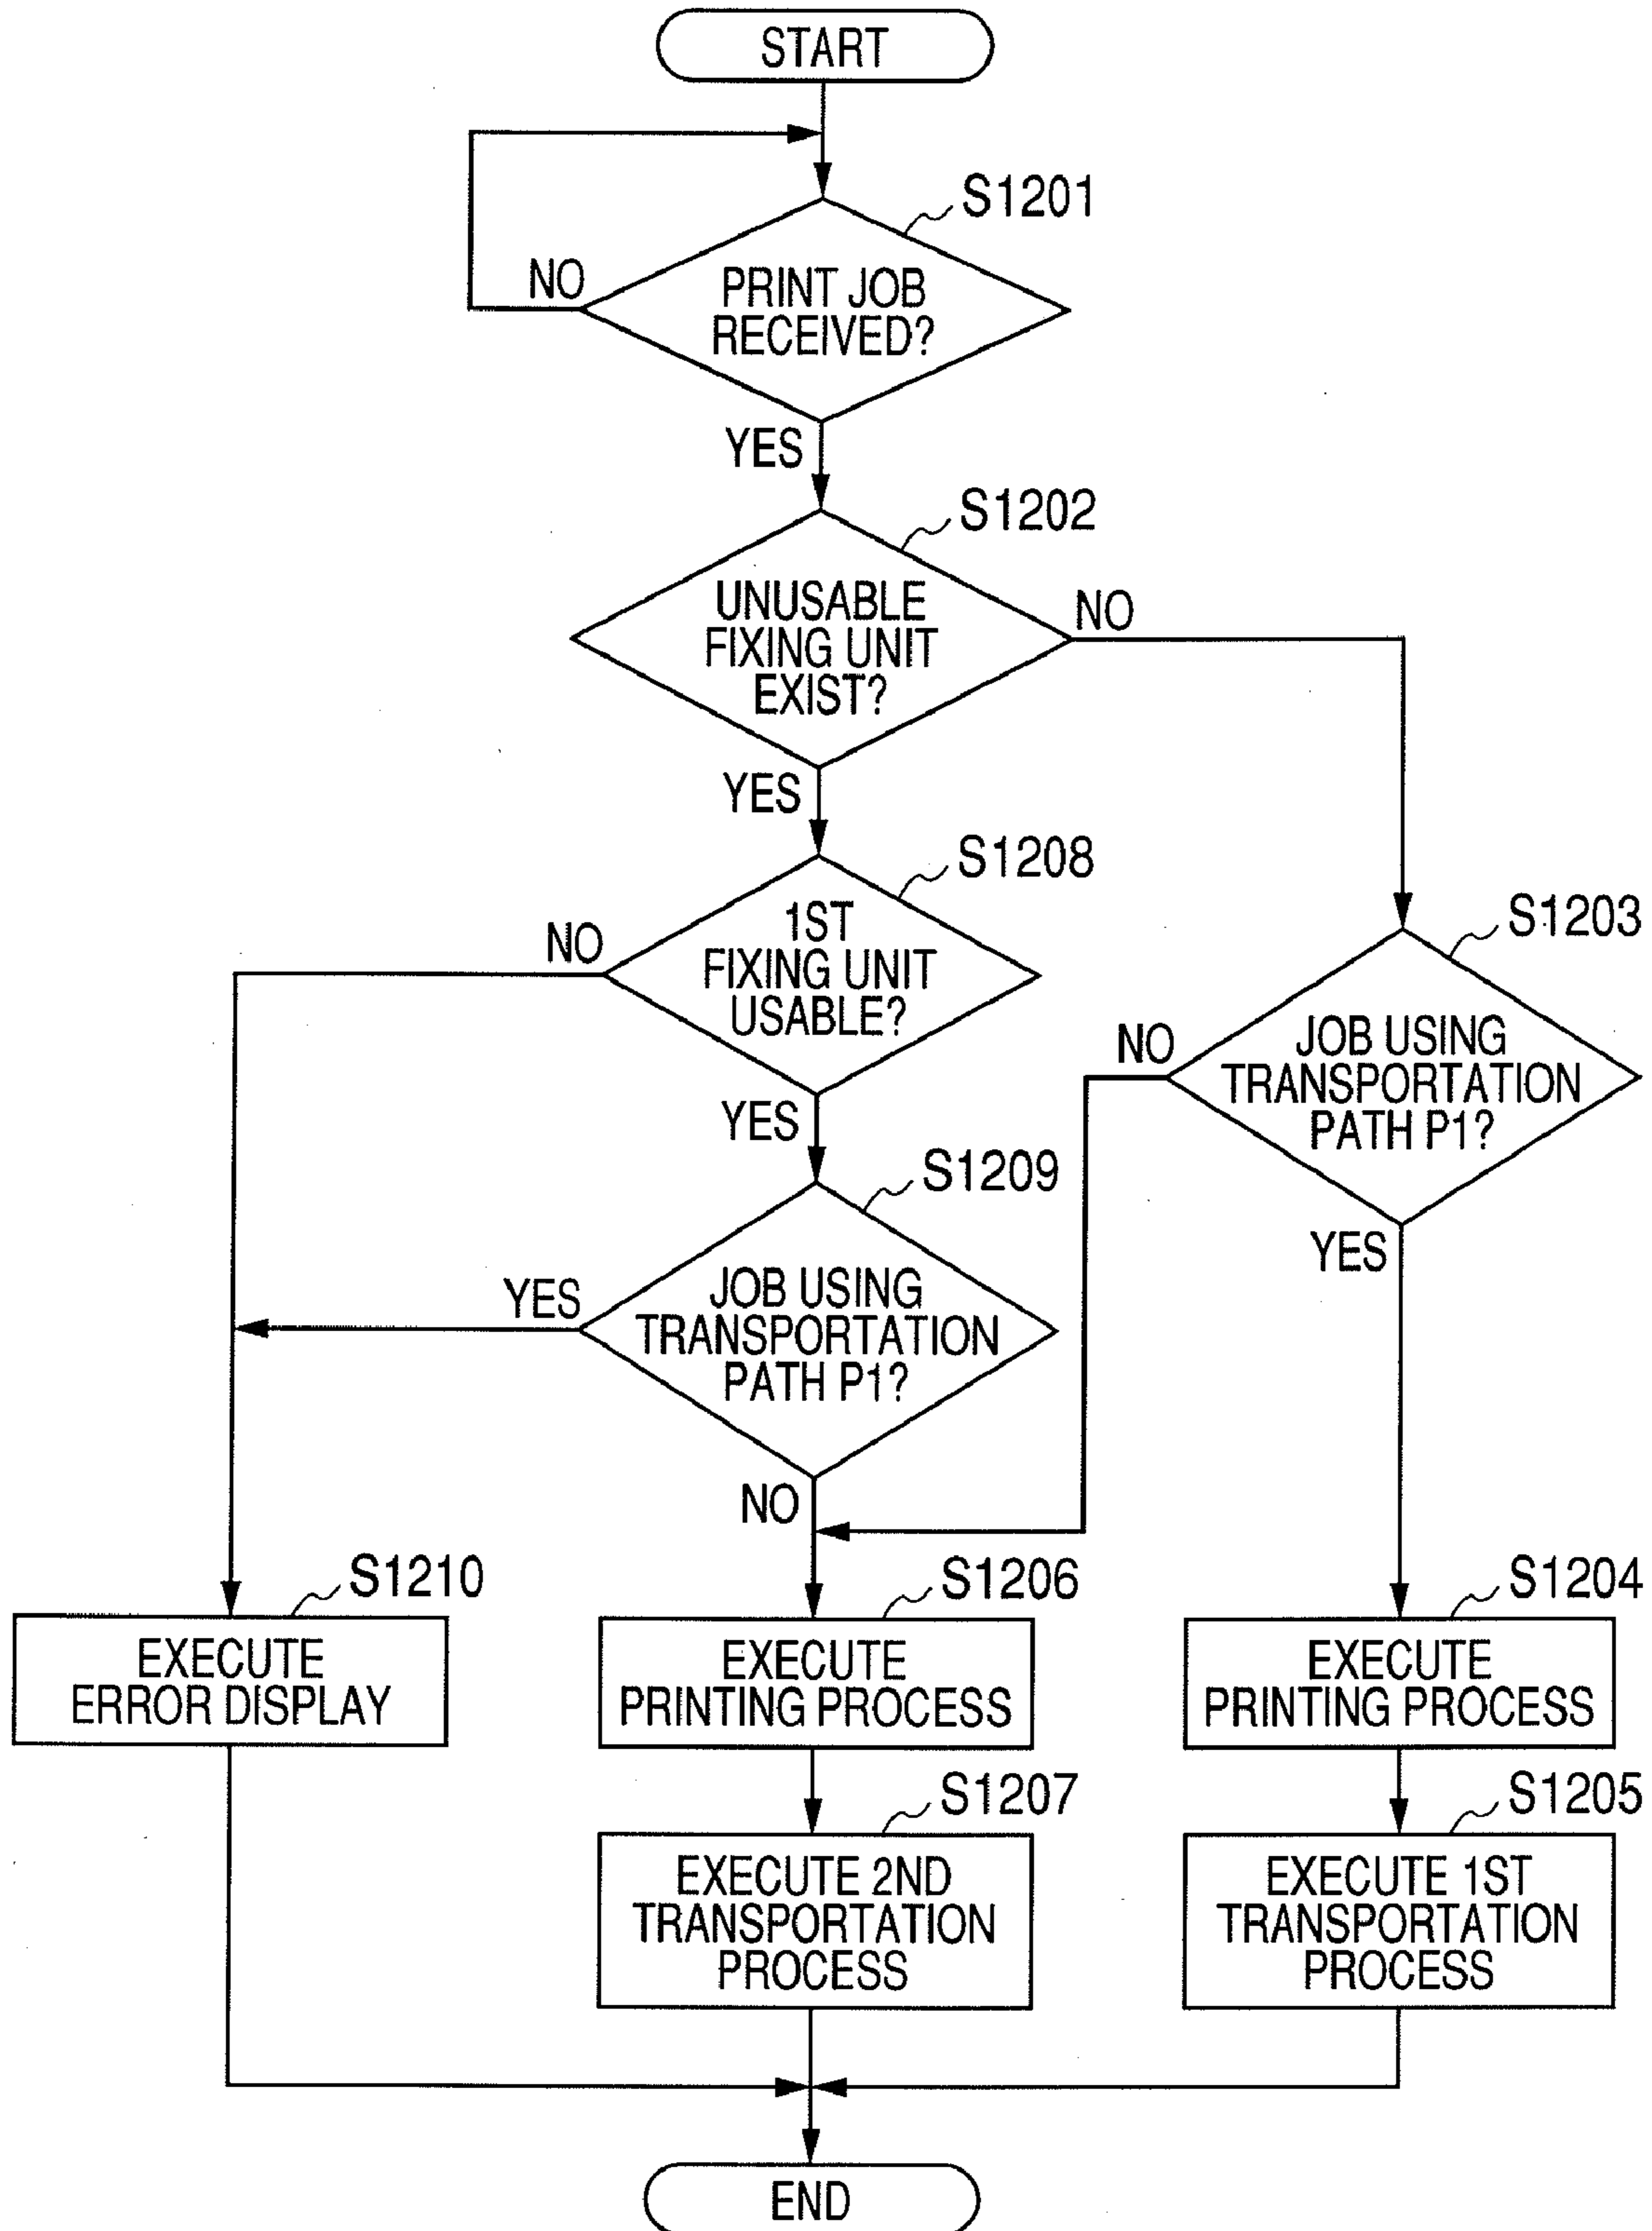 START
S1201
NO
PRINT JOB
RECEIVED?
YES
S1202
UNUSABLE
FIXING UNIT
EXIST?
NO
YES
S1208
1ST
FIXING UNIT
USABLE?
NO
YES
S1203
JOB USING
TRANSPORTATION
PATH P1?
NO
YES
S1209
JOB USING
TRANSPORTATION
PATH P1?
YES
NO
S1210
EXECUTE
ERROR DISPLAY
S1206
EXECUTE
PRINTING PROCESS
S1204
EXECUTE
PRINTING PROCESS
S1207
EXECUTE 2ND
TRANSPORTATION
PROCESS
S1205
EXECUTE 1ST
TRANSPORTATION
PROCESS
END